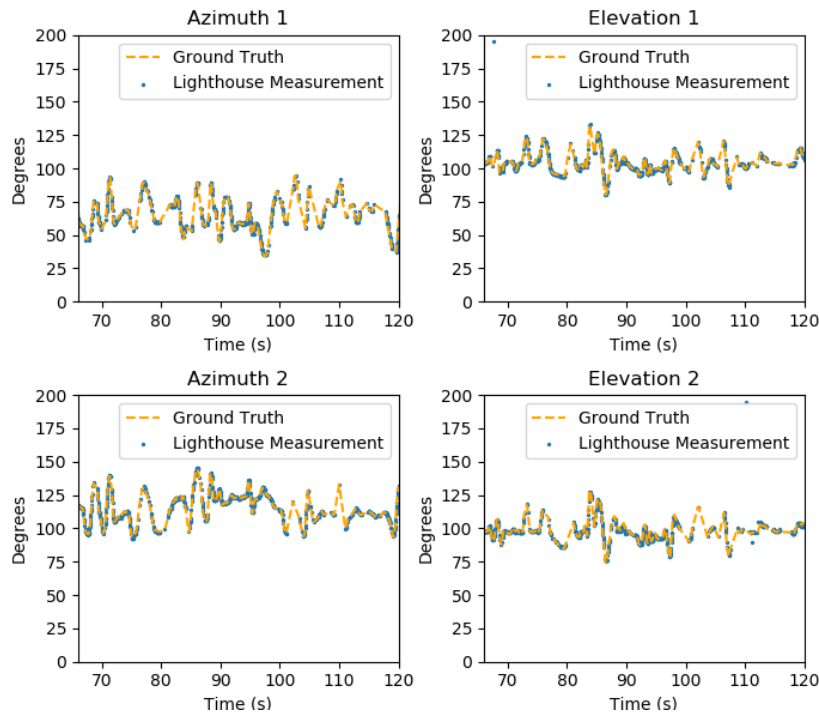 Azimuth 1
Elevation 1
200
175
150
125
100
75
50
25
0
Degrees
Ground Truth
Lighthouse Measurement
70 80 90 100 110 120
Time (s)
200
175
150
125
100
75
50
25
0
Degrees
Ground Truth
Lighthouse Measurement
70 80 90 100 110 120
Time (s)
Azimuth 2
Elevation 2
200
175
150
125
100
75
50
25
0
Degrees
Ground Truth
Lighthouse Measurement
70 80 90 100 110 120
Time (s)
200
175
150
125
100
75
50
25
0
Degrees
Ground Truth
Lighthouse Measurement
70 80 90 100 110 120
Time (s)